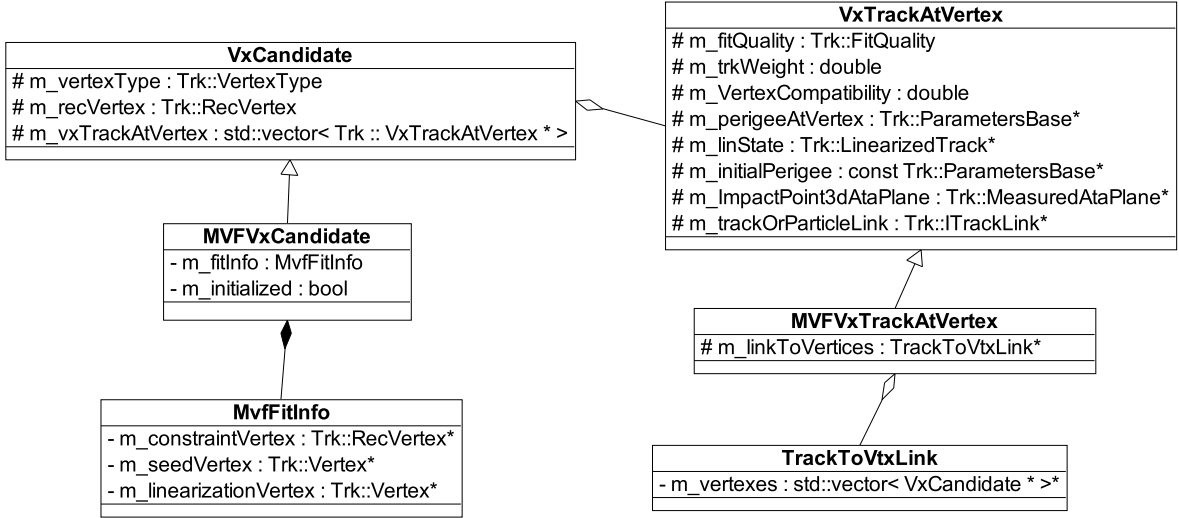 VxCandidate
# m_vertexType : Trk::VertexType
# m_recVertex : Trk::RecVertex
# m_vxTrackAtVertex : std::vector< Trk :: VxTrackAtVertex * >
VxTrackAtVertex
# m_fitQuality : Trk::FitQuality
# m_trkWeight : double
# m_VertexCompatibility : double
# m_perigeeAtVertex : Trk::ParametersBase*
# m_linState : Trk::LinearizedTrack*
# m_initialPerigee : const Trk::ParametersBase*
# m_ImpactPoint3dAtaPlane : Trk::MeasuredAtaPlane*
# m_trackOrParticleLink : Trk::ITrackLink*
MVFVxCandidate
- m_fitInfo : MvfFitInfo
- m_initialized : bool
MVFVxTrackAtVertex
# m_linkToVertices : TrackToVtxLink*
MvfFitInfo
- m_constraintVertex : Trk::RecVertex*
- m_seedVertex : Trk::Vertex*
- m_linearizationVertex : Trk::Vertex*
TrackToVtxLink
- m_vertexes : std::vector< VxCandidate * >*